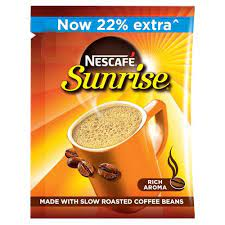 Now 22% extra^
NESCAFÉ
Sunrise
RICH
AROMA
MADE WITH SLOW ROASTED COFFEE BEANS